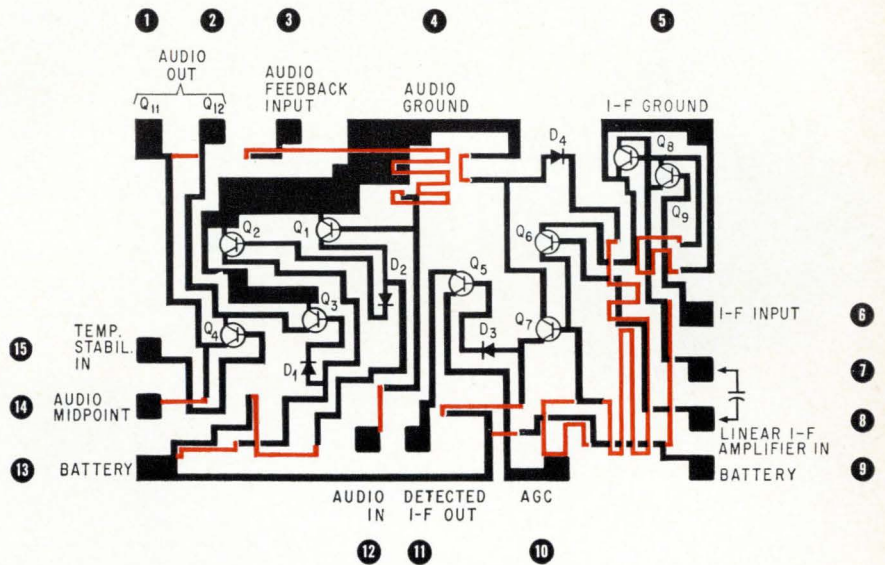 1 2 3 4 5
AUDIO
OUT
Q11 Q12
AUDIO
FEEDBACK
INPUT
AUDIO
GROUND
I-F GROUND
D4
Q8
Q9
Q2
Q1
Q6
D2
Q5
Q3
Q7
Q4
D3
D1
I-F INPUT 6
15 TEMP.
STABIL.
IN
7
14 AUDIO
MIDPOINT
8
LINEAR I-F
AMPLIFIER IN
13 BATTERY
BATTERY 9
AUDIO
IN
DETECTED
I-F OUT
AGC
12 11 10